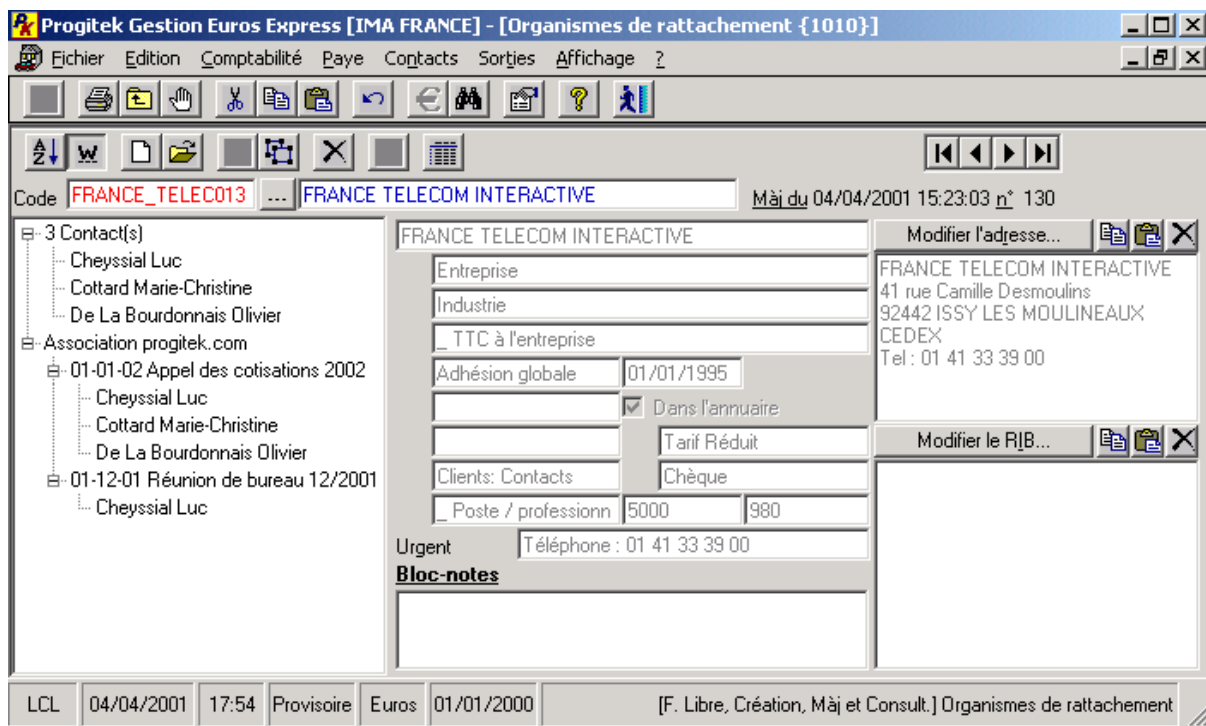 Progitek Gestion Euros Express [IMA FRANCE] - [Organismes de rattachement {1010}]
Fichier Edition Comptabilité Paye Contacts Sorties Affichage ?
Code FRANCE_TELEC013 ... FRANCE TELECOM INTERACTIVE Màj du 04/04/2001 15:23:03 n° 130
3 Contact(s)
Cheyssial Luc
Cottard Marie-Christine
De La Bourdonnais Olivier
Association progitek.com
01-01-02 Appel des cotisations 2002
Cheyssial Luc
Cottard Marie-Christine
De La Bourdonnais Olivier
01-12-01 Réunion de bureau 12/2001
Cheyssial Luc
FRANCE TELECOM INTERACTIVE
Entreprise
Industrie
_ TTC à l'entreprise
Adhésion globale 01/01/1995
Dans l'annuaire
Tarif Réduit
Clients: Contacts Chèque
_ Poste / professionn 5000 980
Urgent Téléphone : 01 41 33 39 00
Bloc-notes
Modifier l'adresse...
FRANCE TELECOM INTERACTIVE
41 rue Camille Desmoulins
92442 ISSY LES MOULINEAUX
CEDEX
Tel : 01 41 33 39 00
Modifier le RIB...
LCL 04/04/2001 17:54 Provisoire Euros 01/01/2000 [F. Libre, Création, Màj et Consult.] Organismes de rattachement